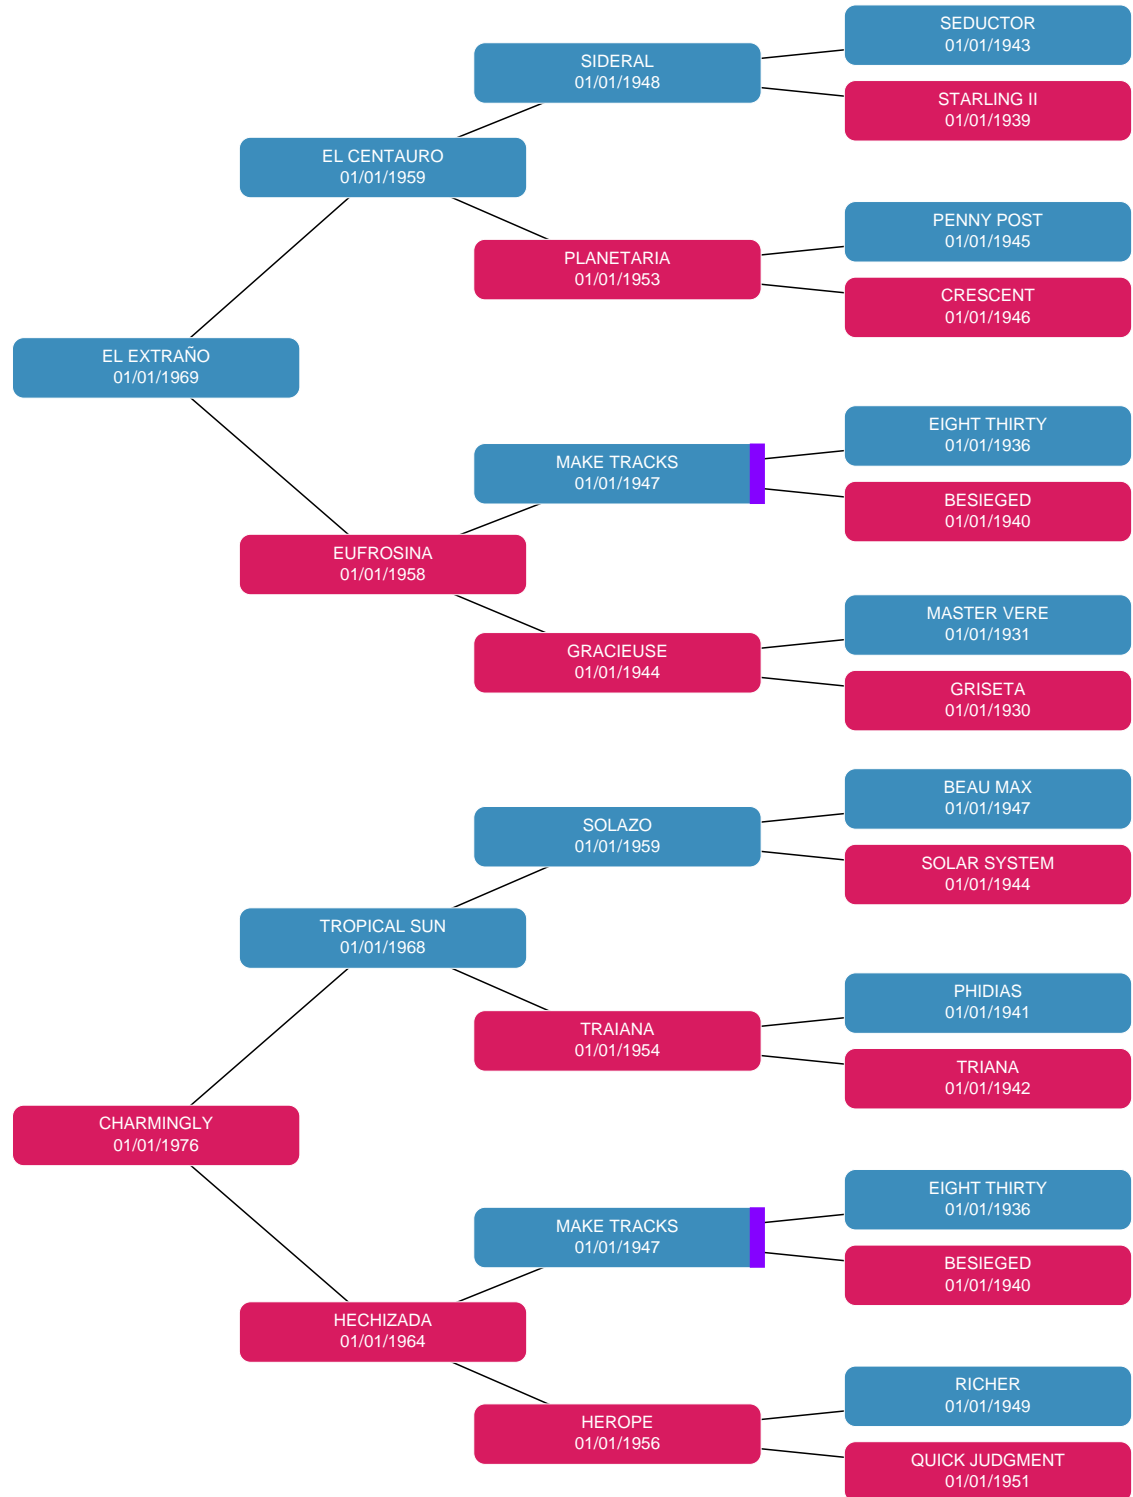 SEDUCTOR
01/01/1943
SIDERAL
01/01/1948
STARLING II
01/01/1939
EL CENTAURO
01/01/1959
PENNY POST
01/01/1945
PLANETARIA
01/01/1953
CRESCENT
01/01/1946
EL EXTRAÑO
01/01/1969
EIGHT THIRTY
01/01/1936
MAKE TRACKS
01/01/1947
BESIEGED
01/01/1940
EUFROSINA
01/01/1958
MASTER VERE
01/01/1931
GRACIEUSE
01/01/1944
GRISETA
01/01/1930
BEAU MAX
01/01/1947
SOLAZO
01/01/1959
SOLAR SYSTEM
01/01/1944
TROPICAL SUN
01/01/1968
PHIDIAS
01/01/1941
TRAIANA
01/01/1954
TRIANA
01/01/1942
CHARMINGLY
01/01/1976
EIGHT THIRTY
01/01/1936
MAKE TRACKS
01/01/1947
BESIEGED
01/01/1940
HECHIZADA
01/01/1964
RICHER
01/01/1949
HEROPE
01/01/1956
QUICK JUDGMENT
01/01/1951